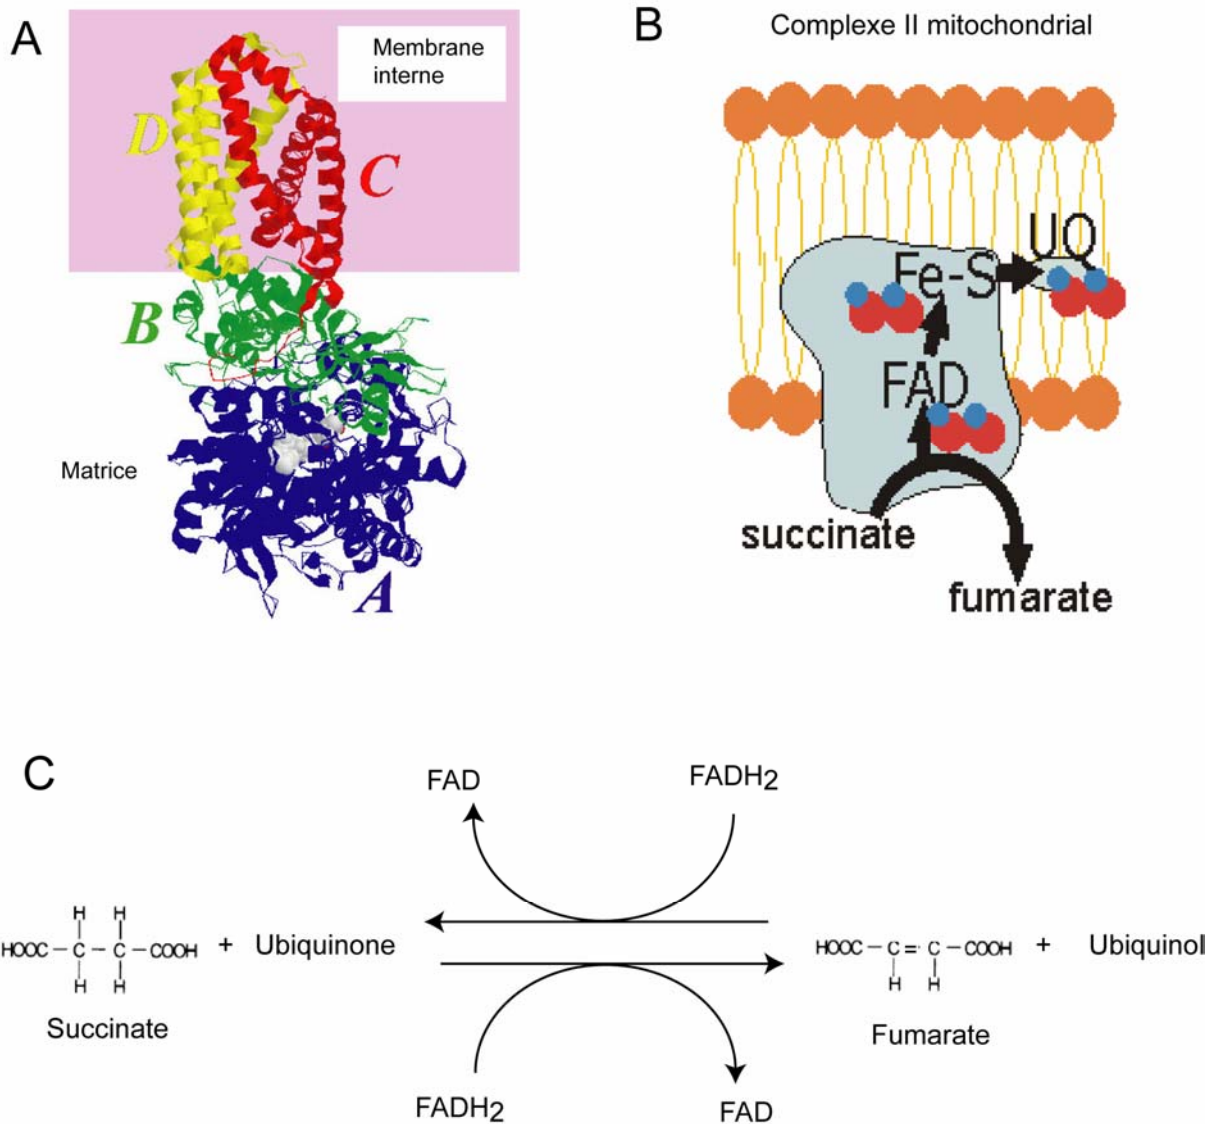 A
Membrane
interne
D
C
B
Matrice
A
B
Complexe II mitochondrial
UQ
Fe-S
FAD
succinate
fumarate
C
FAD
FADH2
HOOC – C – C – COOH
H H
H H
+ Ubiquinone
Succinate
HOOC – C = C – COOH
H H
+ Ubiquinol
Fumarate
FADH2
FAD